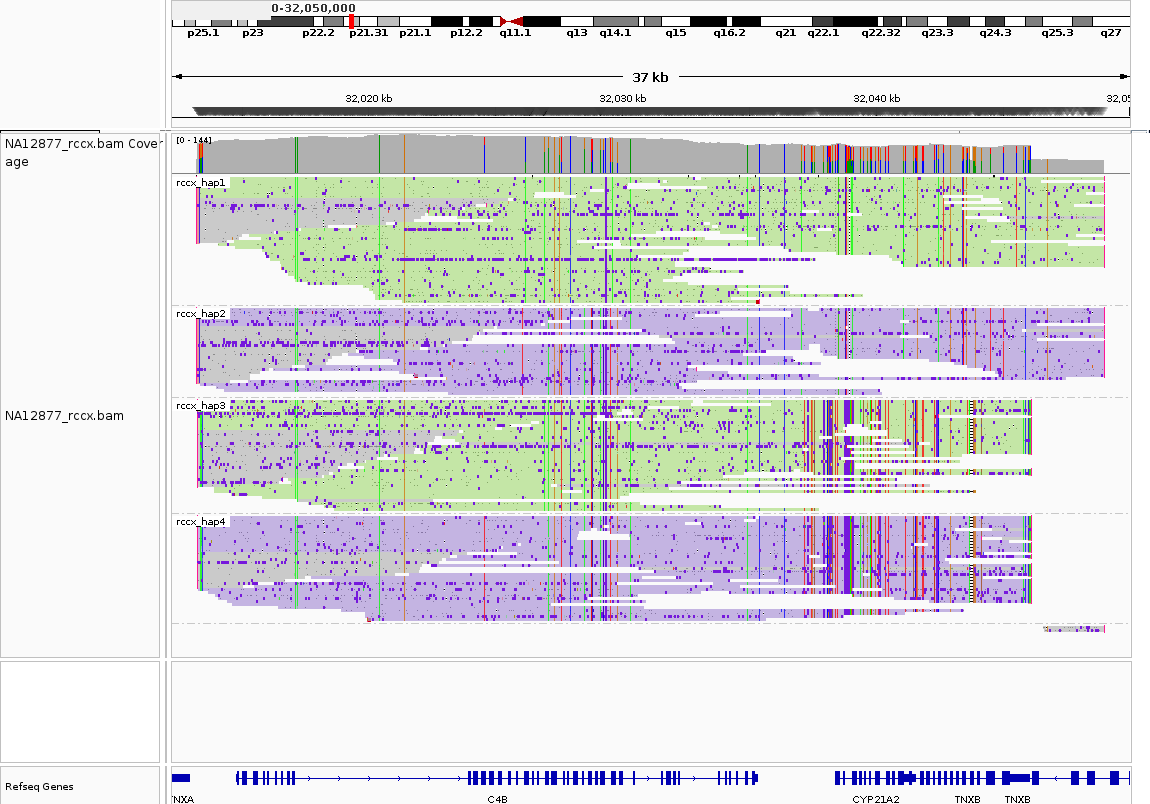 0-32,050,000
p25.1 p23 p22.2 p21.31 p21.1 p12.2 q11.1 q13 q14.1 q15 q16.2 q21 q22.1 q22.32 q23.3 q24.3 q25.3 q27
37 kb
32,020 kb 32,030 kb 32,040 kb 32,05
NA12877_rccx.bam Cover
age
[0 - 144]
rccx_hap1
rccx_hap2
rccx_hap3
NA12877_rccx.bam
rccx_hap4
Refseq Genes
NXA C4B CYP21A2 TNXB TNXB